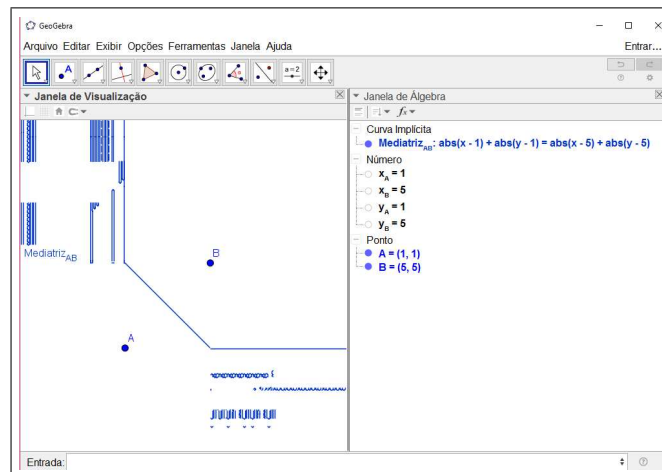 GeoGebra
Arquivo Editar Exibir Opções Ferramentas Janela Ajuda
Entrar...
a=2
Janela de Visualização
Janela de Álgebra
fx
Curva Implícita
Mediatriz_AB: abs(x - 1) + abs(y - 1) = abs(x - 5) + abs(y - 5)
Número
x_A = 1
x_B = 5
y_A = 1
y_B = 5
Ponto
A = (1, 1)
B = (5, 5)
Mediatriz_AB
B
A
Entrada: